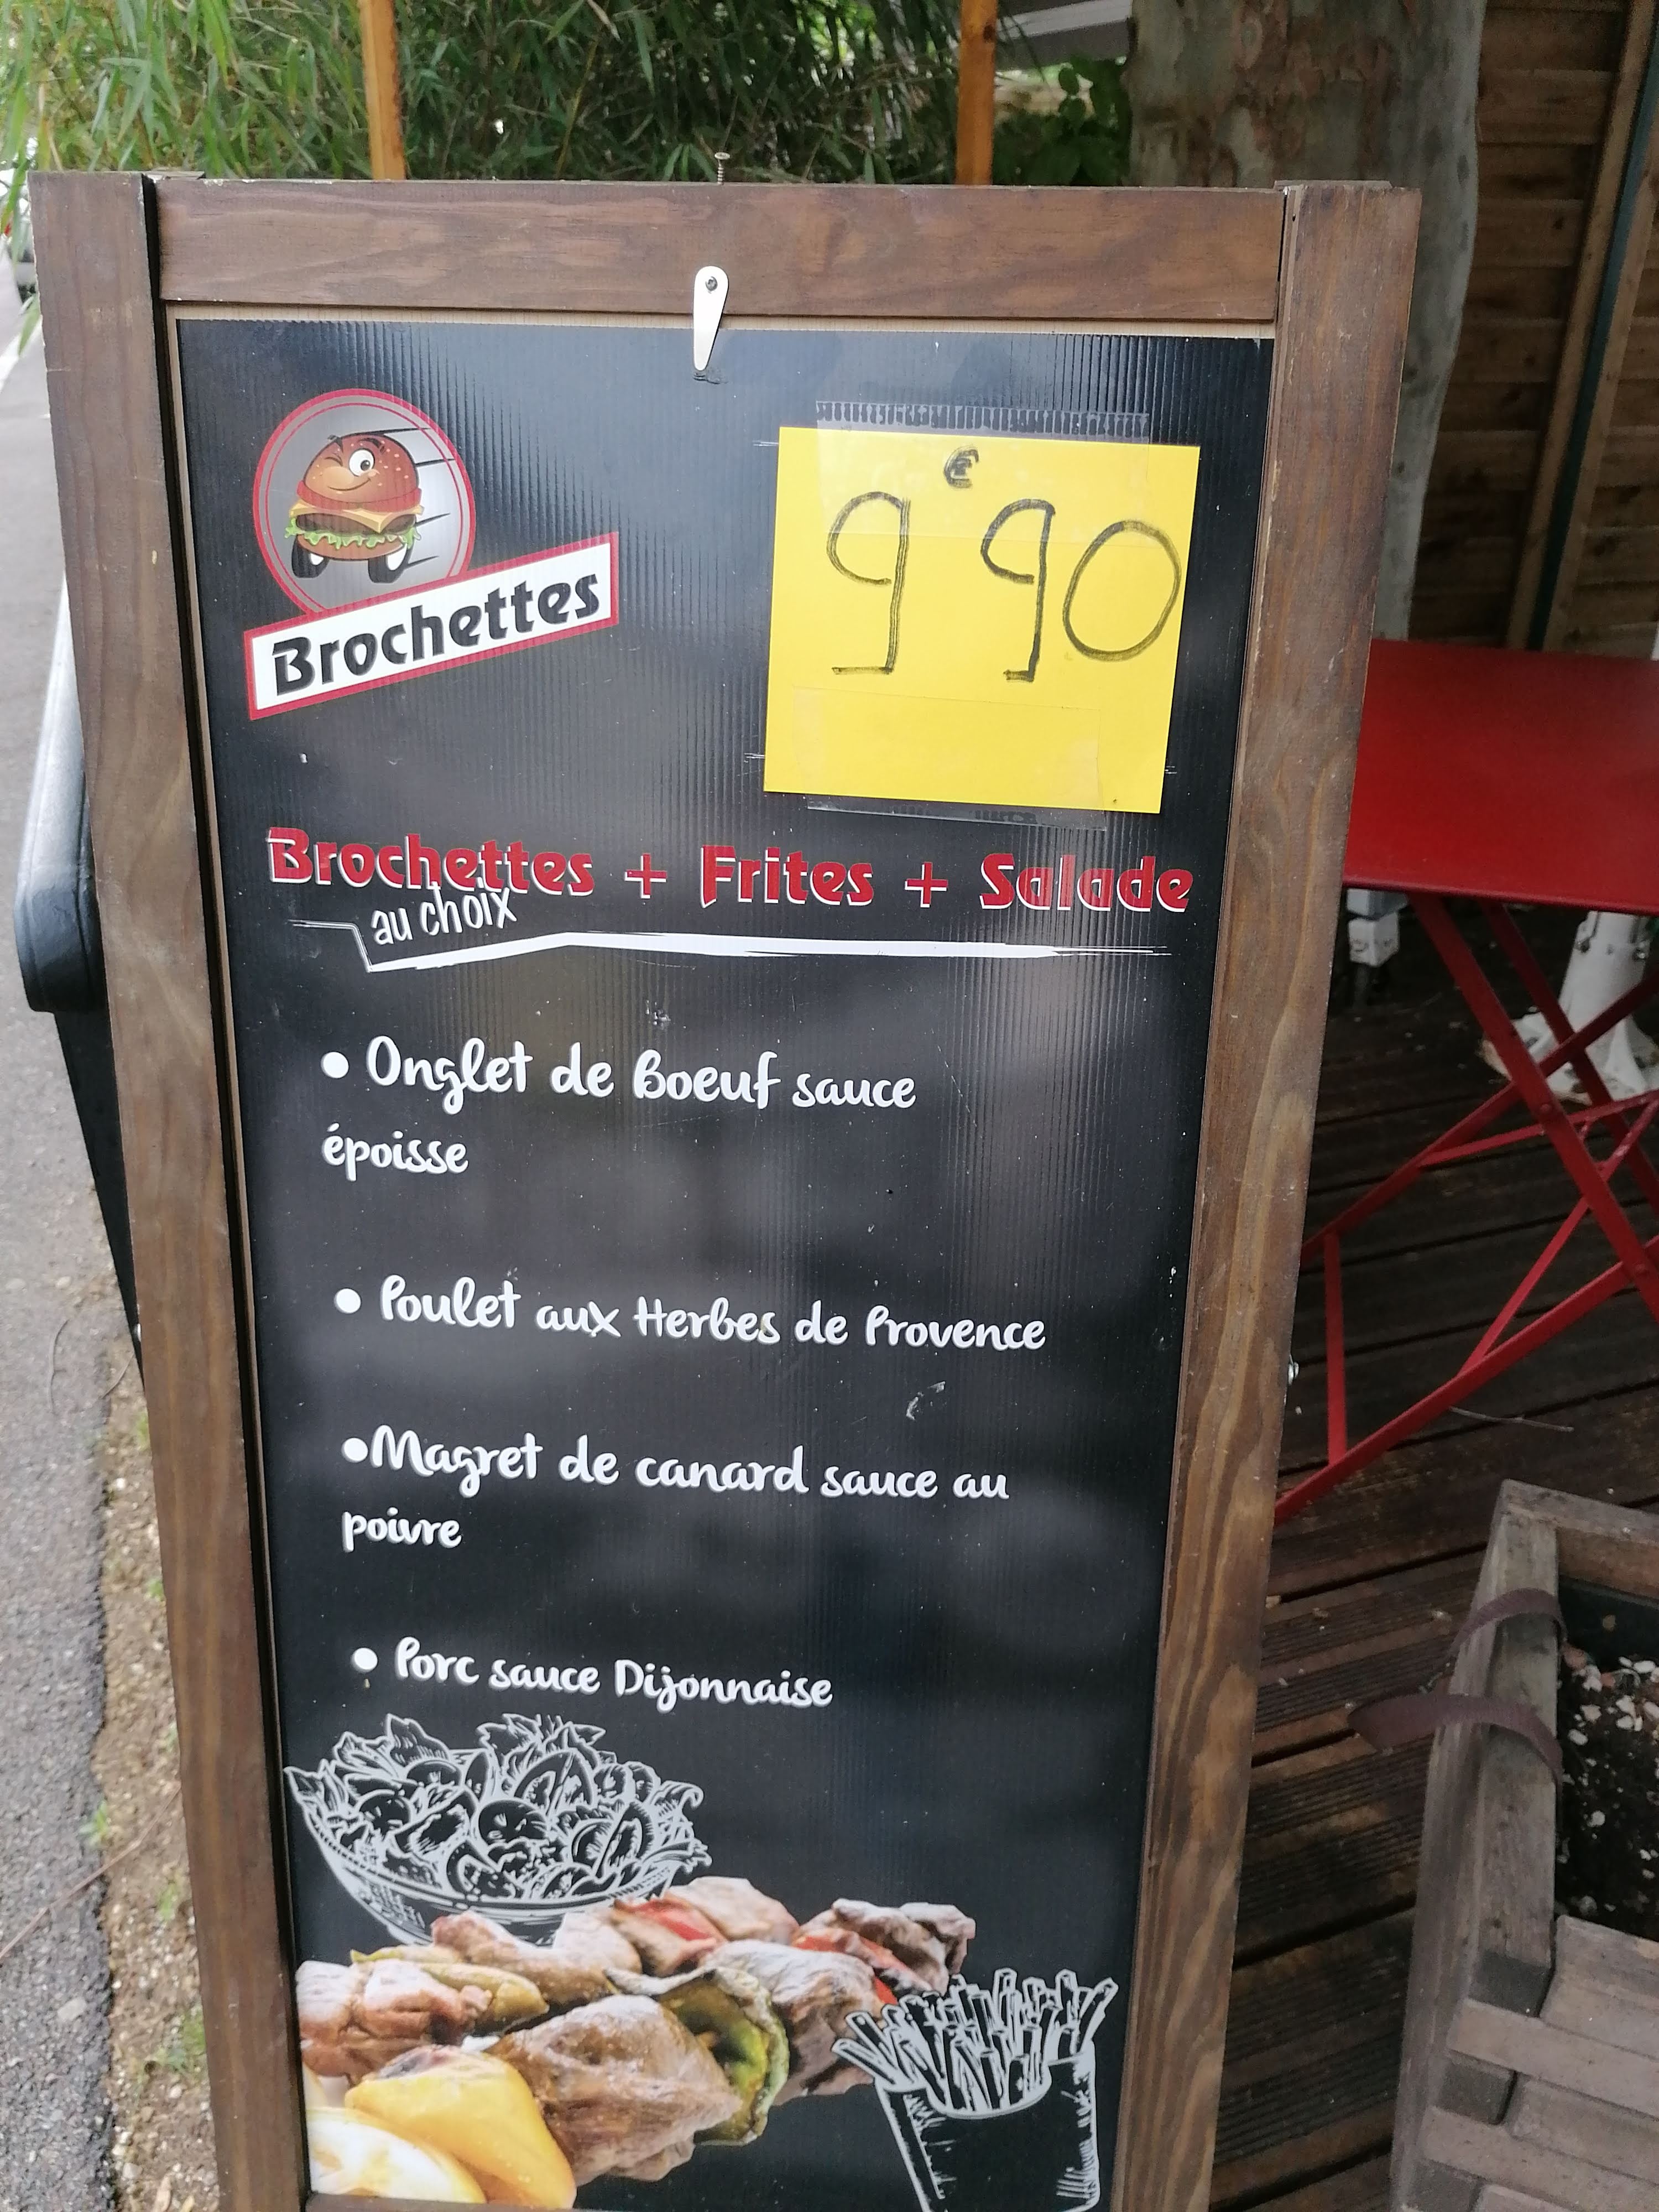 Brochettes
9€90
Brochettes + Frites + Salade
au choix
• Onglet de Boeuf sauce
époisse
• Poulet aux Herbes de Provence
•Magret de canard sauce au
poivre
• Porc sauce Dijonnaise